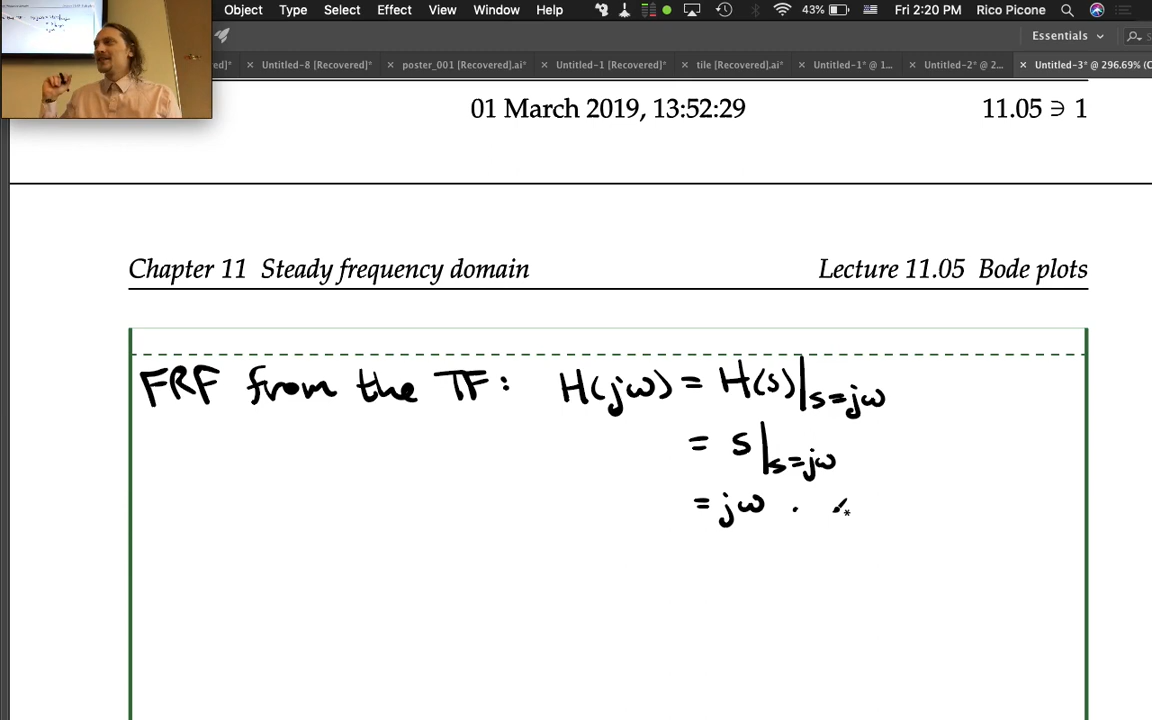 Object Type Select Effect View Window Help 43% Fri 2:20 PM Rico Picone
Essentials
ed]* × Untitled-8 [Recovered]* × poster_001 [Recovered].ai* × Untitled-1 [Recovered]* × tile [Recovered].ai* × Untitled-1* @ 1... × Untitled-2* @ 2... × Untitled-3* @ 296.69% (C
01 March 2019, 13:52:29 11.05 ∋ 1
Chapter 11 Steady frequency domain Lecture 11.05 Bode plots
FRF from the TF: H(jω) = H(s)|s=jω
= s|s=jω
= jω .